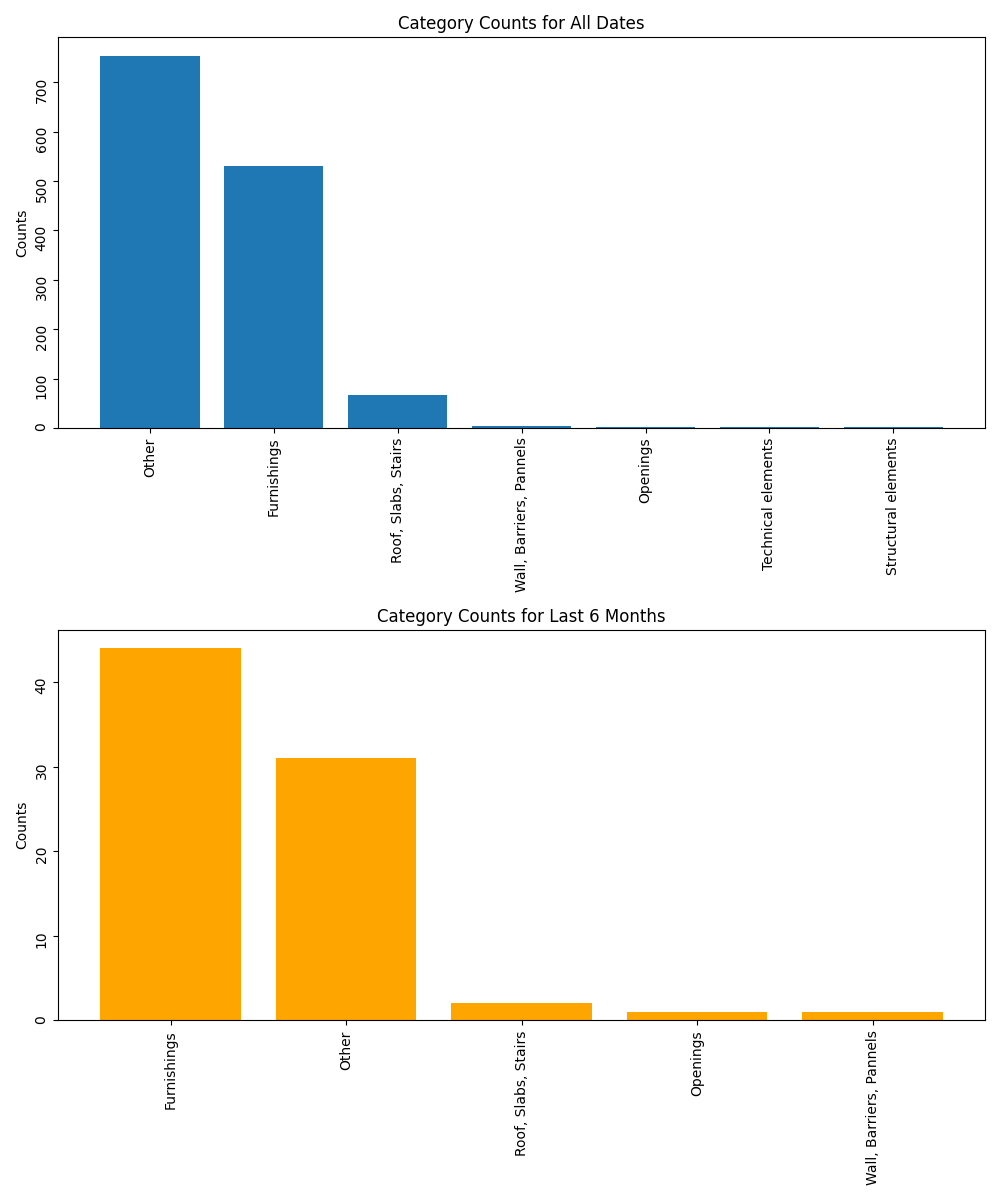 Category Counts for All Dates
Counts
700
600
500
400
300
200
100
0
Other
Furnishings
Roof, Slabs, Stairs
Wall, Barriers, Pannels
Openings
Technical elements
Structural elements
Category Counts for Last 6 Months
Counts
40
30
20
10
0
Furnishings
Other
Roof, Slabs, Stairs
Openings
Wall, Barriers, Pannels